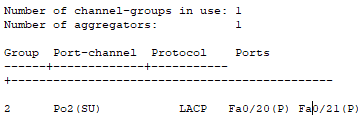 Number of channel-groups in use: 1
Number of aggregators:           1
Group  Port-channel  Protocol    Ports
------+-------------+-----------
+-----------------------------------------------
2      Po2(SU)         LACP   Fa0/20(P) Fa0/21(P)